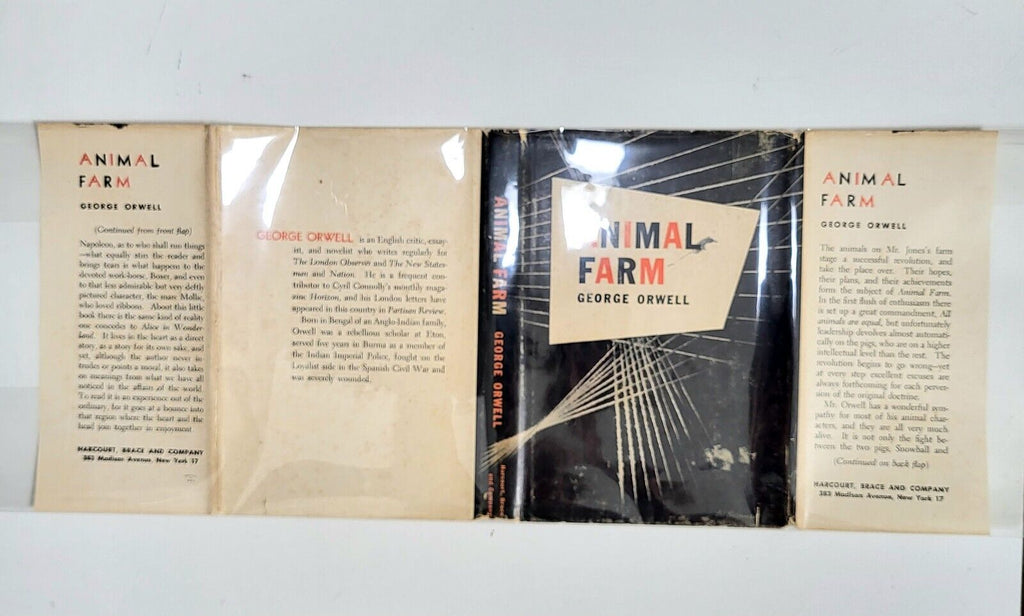 ANIMAL
FARM
GEORGE ORWELL
(Continued from front flap)
Napoleon, as to who shall run things
—what equally stirs the reader and
brings tears is what happens to the
devoted work-horse, Boxer, and even
to that less admirable but very deftly
pictured character, the mare Mollie,
who loved ribbons. About this little
book there is the same kind of reality
one concedes to Alice in Wonder-
land. It lives in the heart as a direct
story, as a story for its own sake, and
yet, although the author never in-
trudes or points a moral, it also takes
on meanings from what we have all
noticed in the affairs of the world.
To read it is an experience out of the
ordinary, for it goes at a bounce into
that region where the heart and the
head join together in enjoyment.
HARCOURT, BRACE AND COMPANY
383 Madison Avenue, New York 17
GEORGE ORWELL is an English critic, essay-
ist, and novelist who writes regularly for
The London Observer and The New States-
man and Nation. He is a frequent con-
tributor to Cyril Connolly's monthly maga-
zine Horizon, and his London letters have
appeared in this country in Partisan Review.
Born in Bengal of an Anglo-Indian family,
Orwell was a rebellious scholar at Eton,
served five years in Burma as a member of
the Indian Imperial Police, fought on the
Loyalist side in the Spanish Civil War and
was severely wounded.
ANIMAL FARM GEORGE ORWELL Harcourt, Brace
and Company
ANIMAL
FARM
GEORGE ORWELL
ANIMAL
FARM
GEORGE ORWELL
The animals on Mr. Jones's farm
stage a successful revolution, and
take the place over. Their hopes,
their plans, and their achievements
form the subject of Animal Farm.
In the first flush of enthusiasm there
is set up a great commandment, All
animals are equal, but unfortunately
leadership devolves almost automati-
cally on the pigs, who are on a higher
intellectual level than the rest. The
revolution begins to go wrong—yet
at every step excellent excuses are
always forthcoming for each perver-
sion of the original doctrine.
Mr. Orwell has a wonderful sym-
pathy for most of his animal char-
acters, and they are all very much
alive. It is not only the fight be-
tween the two pigs, Snowball and
(Continued on back flap)
HARCOURT, BRACE AND COMPANY
383 Madison Avenue, New York 17